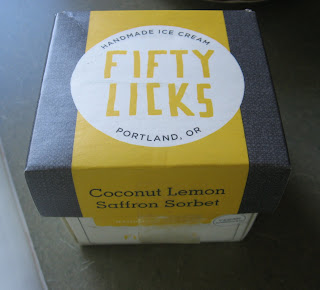 HANDMADE ICE CREAM
FIFTY
LICKS
PORTLAND, OR
Coconut Lemon
Saffron Sorbet